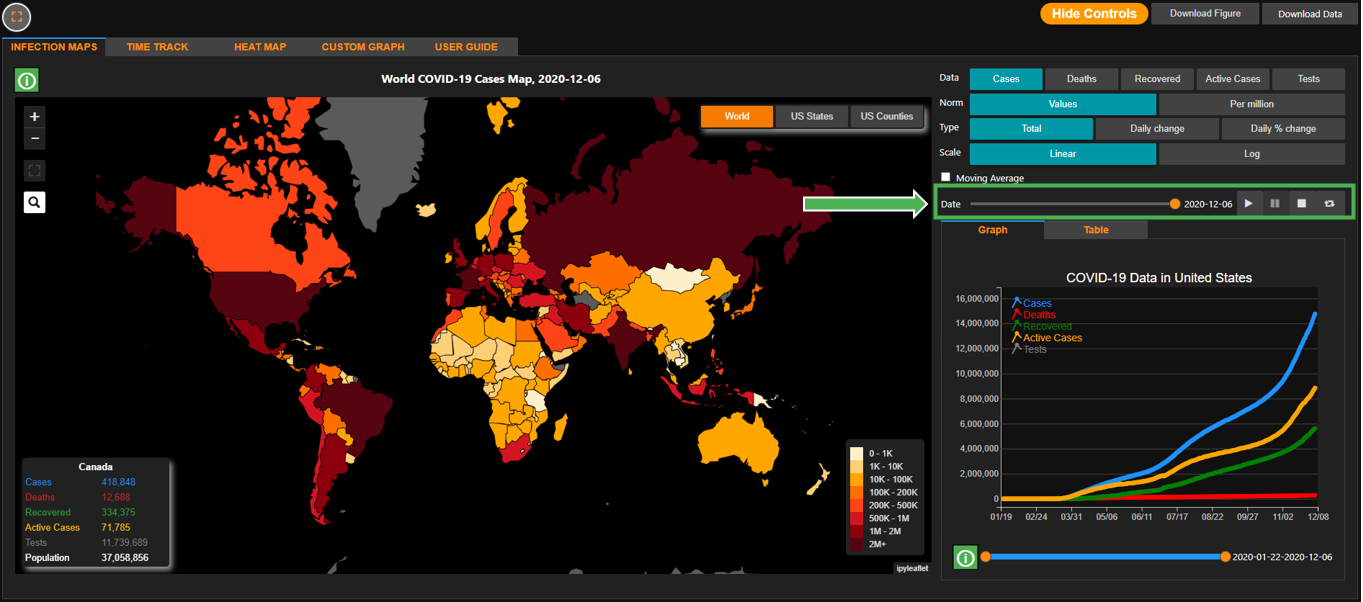 Hide Controls
Download Figure
Download Data
INFECTION MAPS
TIME TRACK
HEAT MAP
CUSTOM GRAPH
USER GUIDE
World COVID-19 Cases Map, 2020-12-06
+
−
World
US States
US Counties
Canada
Cases 418,848
Deaths 12,688
Recovered 334,375
Active Cases 71,785
Tests 11,739,689
Population 37,058,856
0 - 1K
1K - 10K
10K - 100K
100K - 200K
200K - 500K
500K - 1M
1M - 2M
2M+
ipyleaflet
Data Cases Deaths Recovered Active Cases Tests
Norm Values Per million
Type Total Daily change Daily % change
Scale Linear Log
Moving Average
Date 2020-12-06
Graph
Table
COVID-19 Data in United States
Cases
Deaths
Recovered
Active Cases
Tests
16,000,000
14,000,000
12,000,000
100,00,000
8,000,000
6,000,000
4,000,000
2,000,000
0
01/19 02/24 03/31 05/06 06/11 07/17 08/22 09/27 11/02 12/08
2020-01-22-2020-12-06